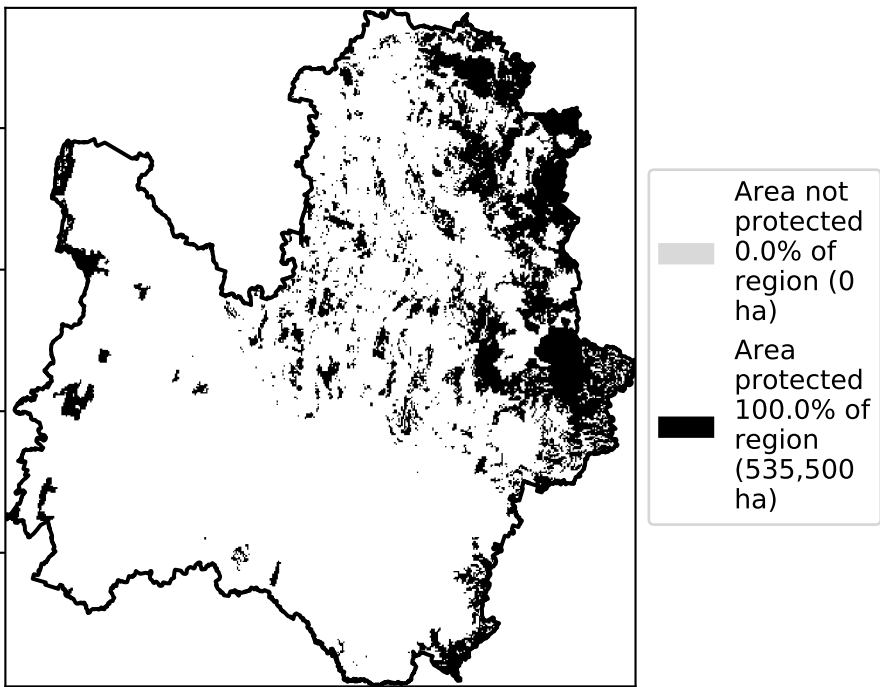 Area not
protected
0.0% of
region (0
ha)
Area
protected
100.0% of
region
(535,500
ha)